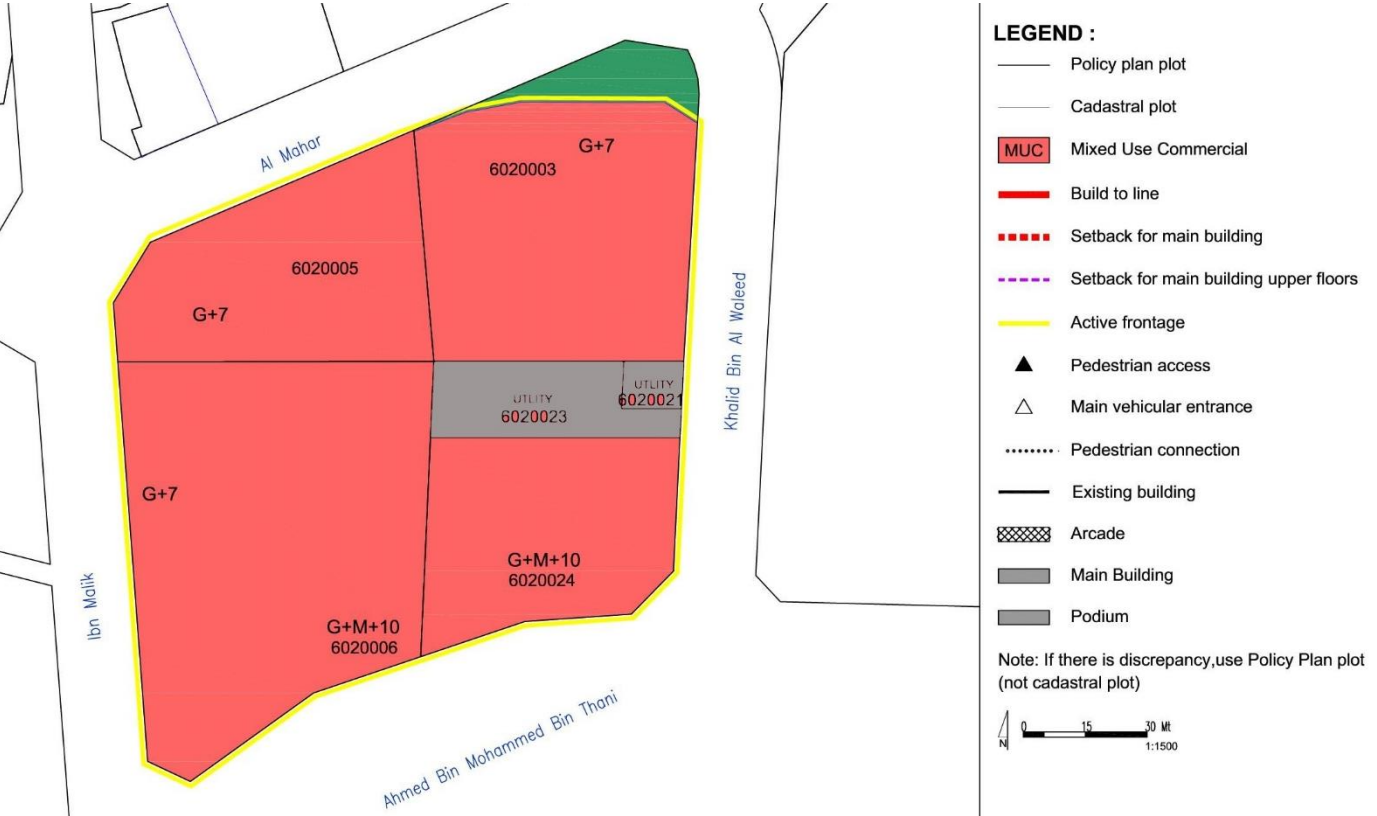 Al Mahar
G+7
6020003
6020005
G+7
Khalid Bin Al Waleed
UTLITY
6020021
UTLITY
6020023
G+7
G+M+10
6020024
Ibn Malik
G+M+10
6020006
Ahmed Bin Mohammed Bin Thani
LEGEND :
Policy plan plot
Cadastral plot
MUC Mixed Use Commercial
Build to line
Setback for main building
Setback for main building upper floors
Active frontage
Pedestrian access
Main vehicular entrance
Pedestrian connection
Existing building
Arcade
Main Building
Podium
Note: If there is discrepancy,use Policy Plan plot
(not cadastral plot)
N
0 15 30 Mt
1:1500